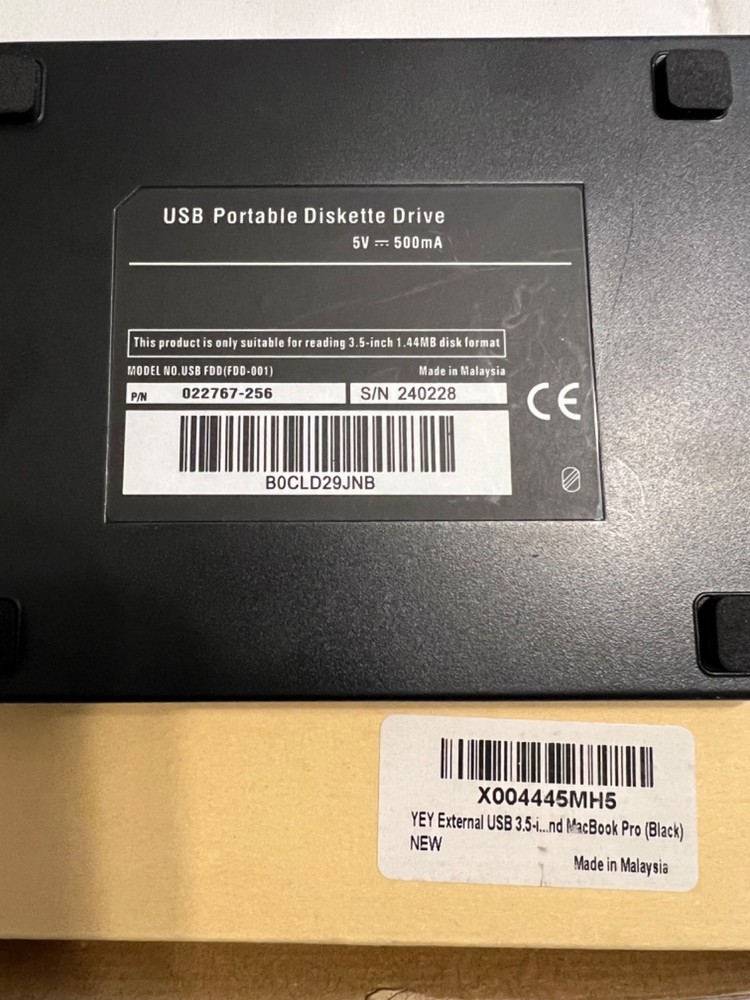 USB Portable Diskette Drive
5V ⎓ 500mA
This product is only suitable for reading 3.5-inch 1.44MB disk format
MODEL NO.USB FDD(FDD-001) Made in Malaysia
P/N 022767-256 S/N 240228
CE
B0CLD29JNB
X004445MH5
YEY External USB 3.5-i...nd MacBook Pro (Black)
NEW
Made in Malaysia